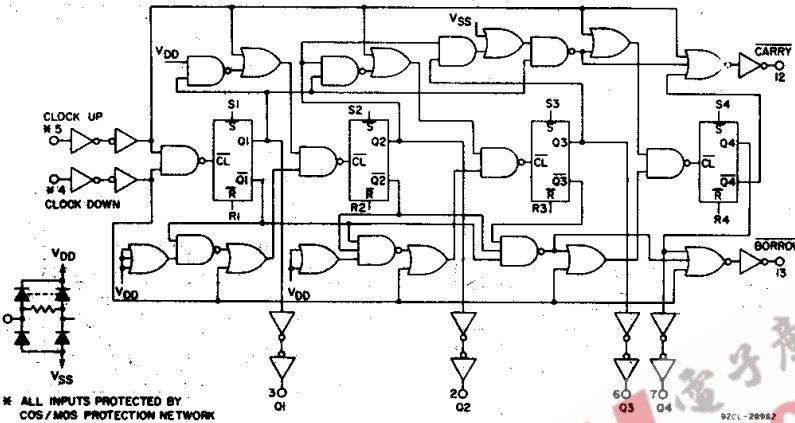 VSS
VDD
CARRY
12
CLOCK UP
* 5
S1
S
Q1
CL
Q1
R
R1
S2
S
Q2
CL
Q2
R
R2
S3
S
Q3
CL
Q3
R
R3
S4
S
Q4
CL
Q4
R
R4
* 4
CLOCK DOWN
VDD
VDD
BORROW
13
VDD
VSS
3
Q1
2
Q2
6
Q3
7
Q4
* ALL INPUTS PROTECTED BY
COS/MOS PROTECTION NETWORK
92CL-28982
電子